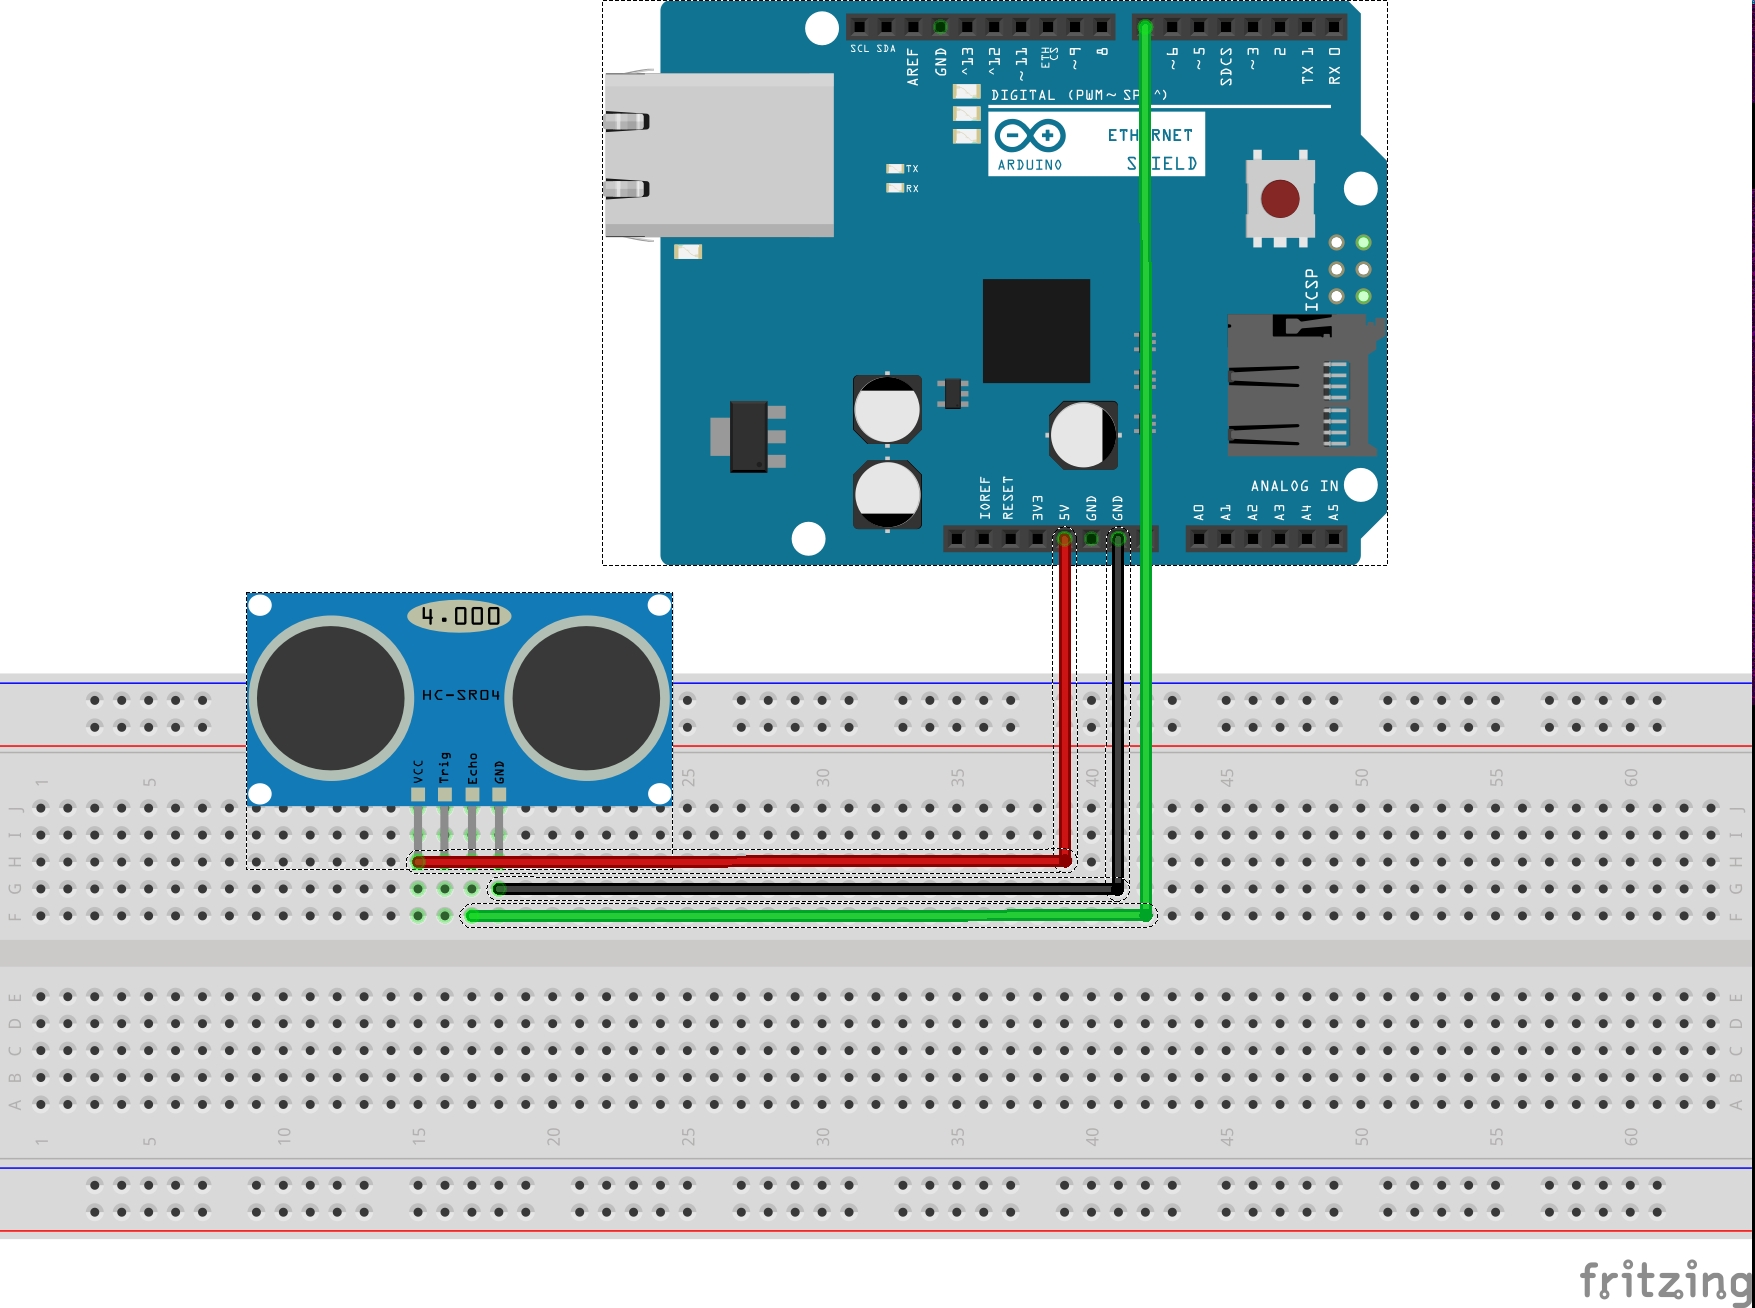 SCL SDA AREF GND ^13 ^12 ~11 ETH CS ~9 8 ~6 ~5 SDCS ~3 2 TX 1 RX 0
DIGITAL (PWM~ SP ^)
ETH RNET
ARDUINO S IELD
TX
RX
ICSP
IOREF RESET 3V3 5V GND GND
ANALOG IN
A0 A1 A2 A3 A4 A5
4.000
HC-SR04
VCC Trig Echo GND
1 5 25 30 35 40 45 50 55 60
J J
I I
H H
G G
F F
E E
D D
C C
B B
A A
1 5 10 15 20 25 30 35 40 45 50 55 60
fritzing